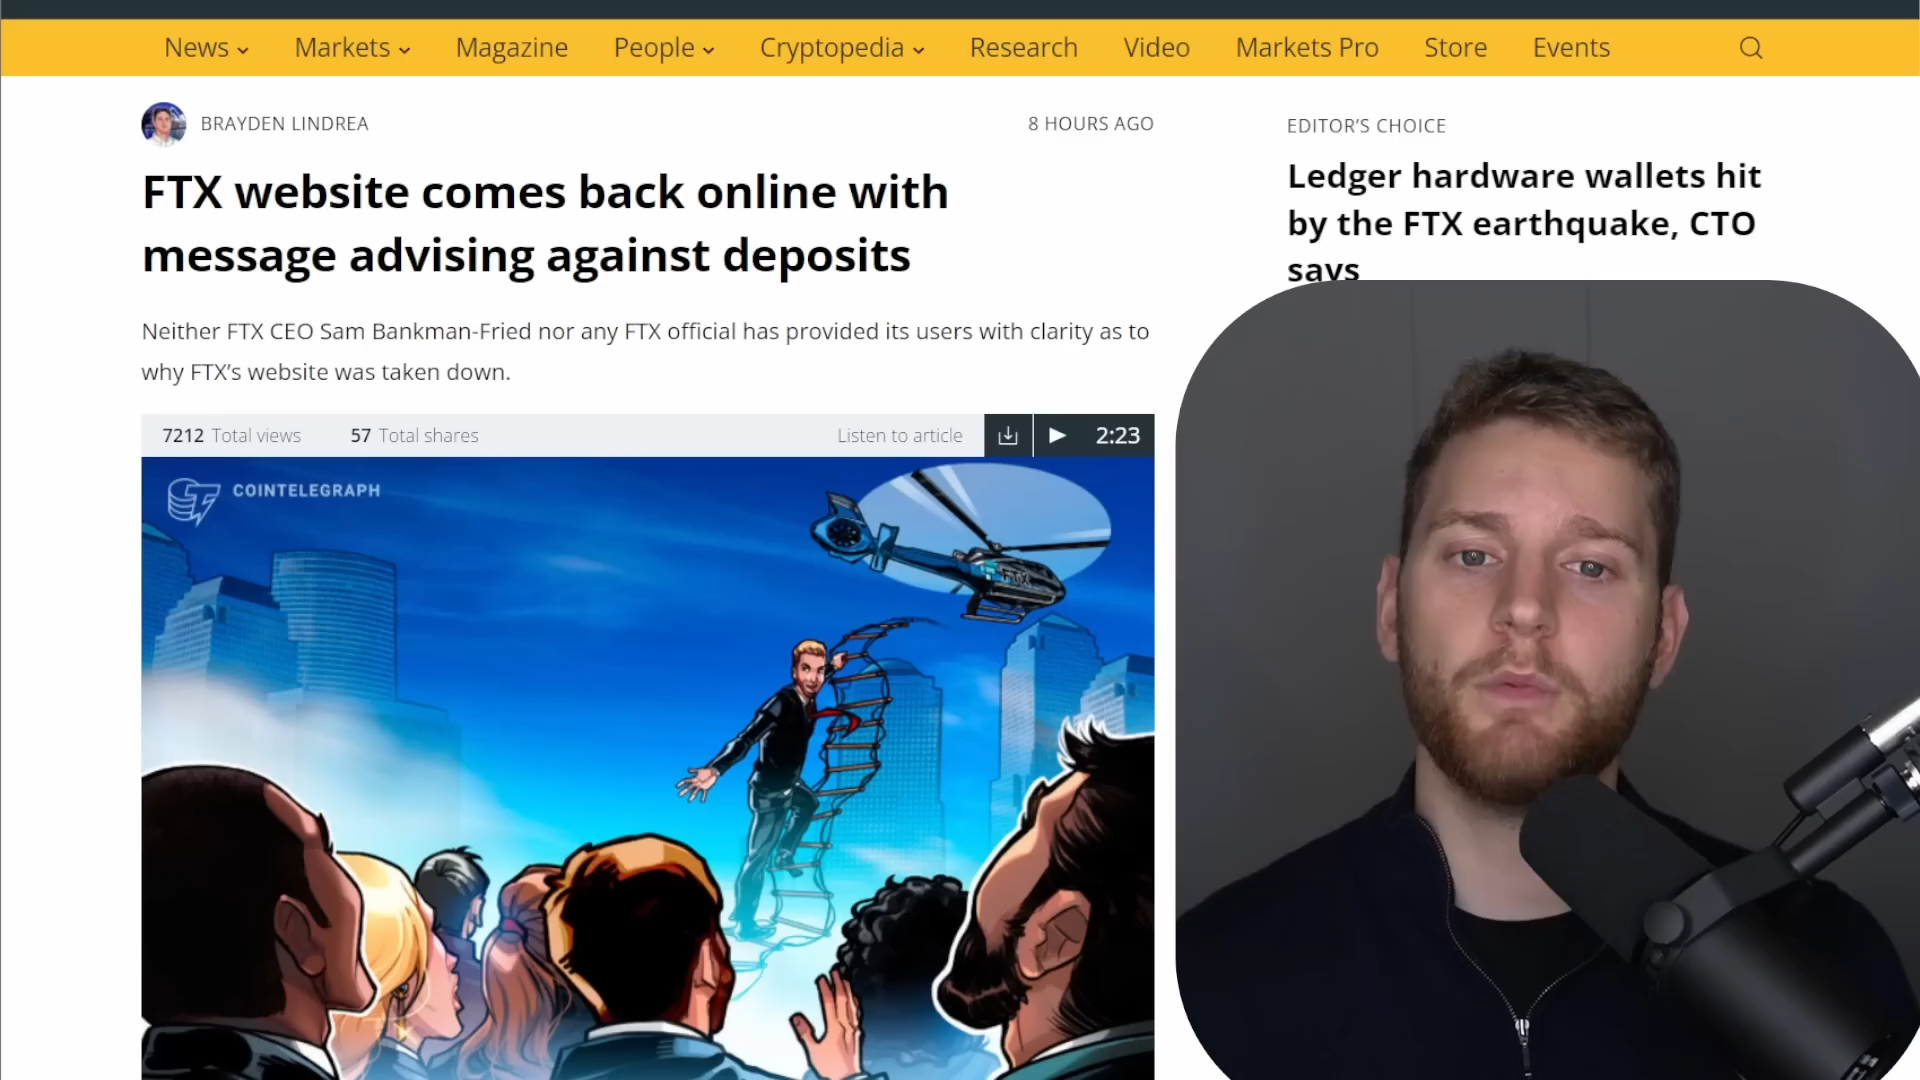 News Markets Magazine People Cryptopedia Research Video Markets Pro Store Events
BRAYDEN LINDREA
8 HOURS AGO
FTX website comes back online with
message advising against deposits
Neither FTX CEO Sam Bankman-Fried nor any FTX official has provided its users with clarity as to
why FTX’s website was taken down.
7212 Total views 57 Total shares Listen to article 2:23
COINTELEGRAPH
FTX
EDITOR’S CHOICE
Ledger hardware wallets hit
by the FTX earthquake, CTO
says